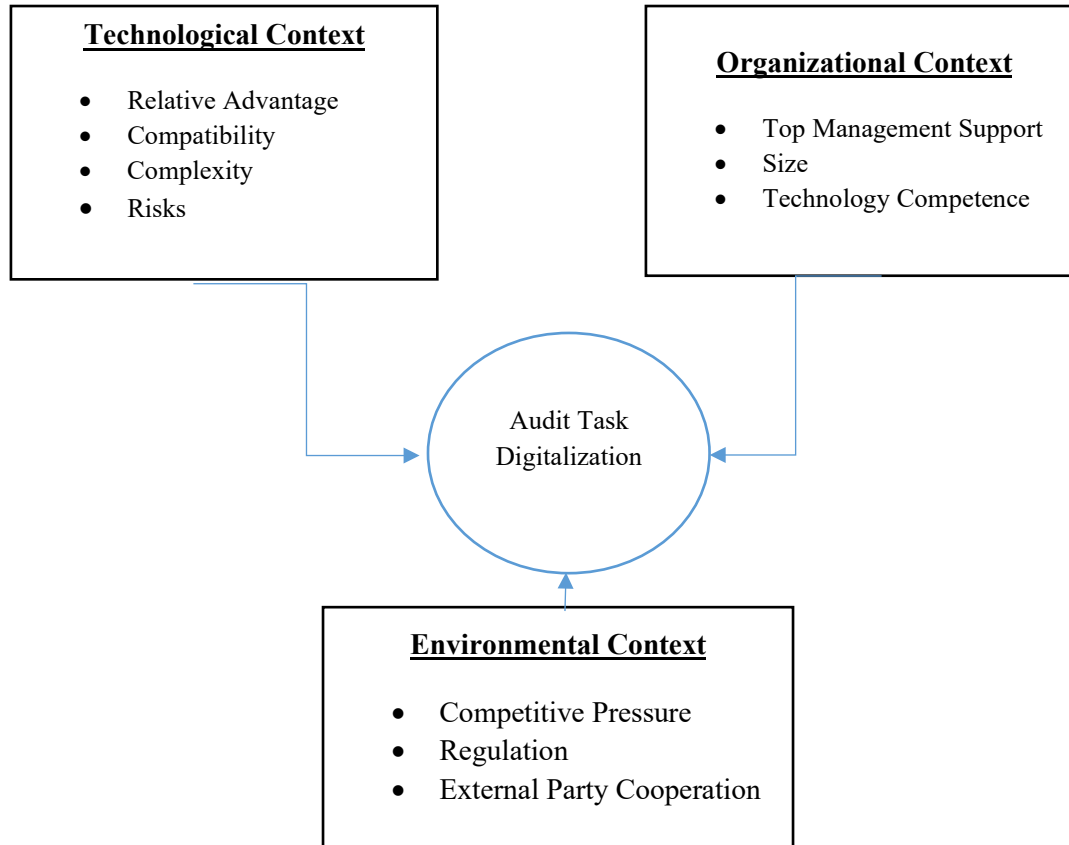 Technological Context
• Relative Advantage
• Compatibility
• Complexity
• Risks
Organizational Context
• Top Management Support
• Size
• Technology Competence
Audit Task
Digitalization
Environmental Context
• Competitive Pressure
• Regulation
• External Party Cooperation